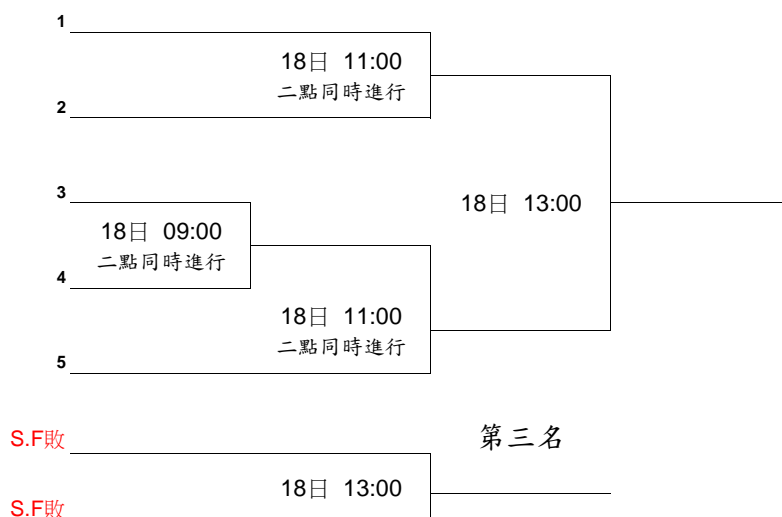 1
18日 11:00
二點同時進行
2
3
18日 13:00
18日 09:00
二點同時進行
4
18日 11:00
二點同時進行
5
S.F敗
第三名
18日 13:00
S.F敗